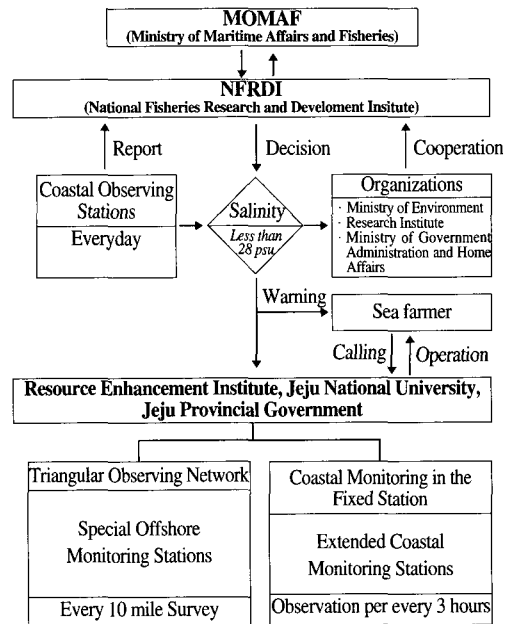 MOMAF
(Ministry of Maritime Affairs and Fisheries)
NFRDI
(National Fisheries Research and Develoment Insitute)
Report
Decision
Cooperation
Coastal Observing
Stations
Everyday
Salinity
Less than
28 psu
Organizations
· Ministry of Environment
· Research Institute
· Ministry of Government
Administration and Home
Affairs
Warning
Sea farmer
Calling
Operation
Resource Enhancement Institute, Jeju National University,
Jeju Provincial Government
Triangular Observing Network
Special Offshore
Monitoring Stations
Every 10 mile Survey
Coastal Monitoring in the
Fixed Station
Extended Coastal
Monitoring Stations
Observation per every 3 hours